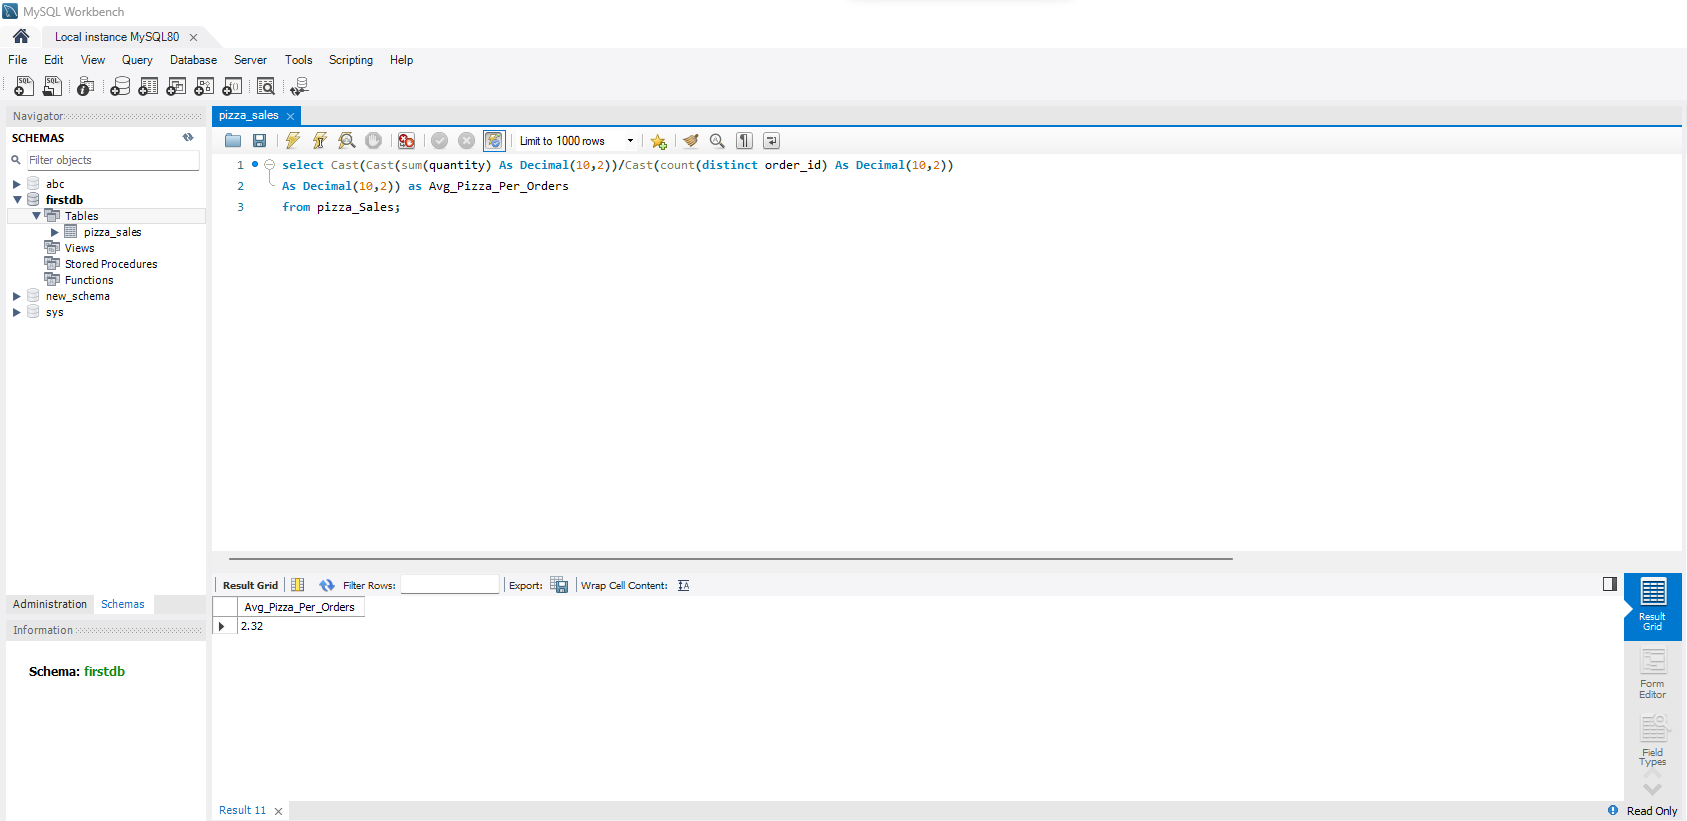 MySQL Workbench
Local instance MySQL80
File Edit View Query Database Server Tools Scripting Help
Navigator
SCHEMAS
Filter objects
abc
firstdb
Tables
pizza_sales
Views
Stored Procedures
Functions
new_schema
sys
Administration Schemas
Information
Schema: firstdb
pizza_sales
Limit to 1000 rows
1 select Cast(Cast(sum(quantity) As Decimal(10,2))/Cast(count(distinct order_id) As Decimal(10,2))
2 As Decimal(10,2)) as Avg_Pizza_Per_Orders
3 from pizza_Sales;
Result Grid Filter Rows: Export: Wrap Cell Content:
Avg_Pizza_Per_Orders
2.32
Result
Grid
Form
Editor
Field
Types
Result 11
Read Only